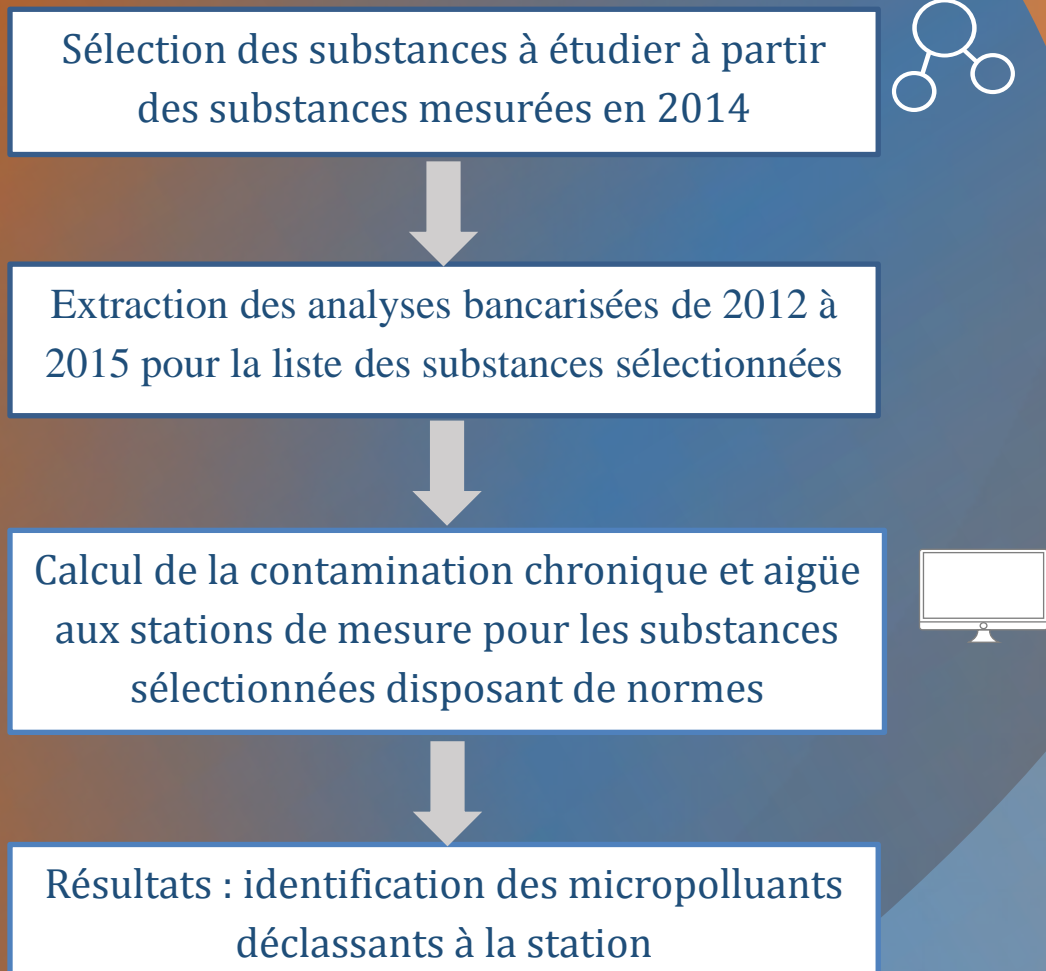 Sélection des substances à étudier à partir
des substances mesurées en 2014
Extraction des analyses bancarisées de 2012 à
2015 pour la liste des substances sélectionnées
Calcul de la contamination chronique et aigüe
aux stations de mesure pour les substances
sélectionnées disposant de normes
Résultats : identification des micropolluants
déclassants à la station